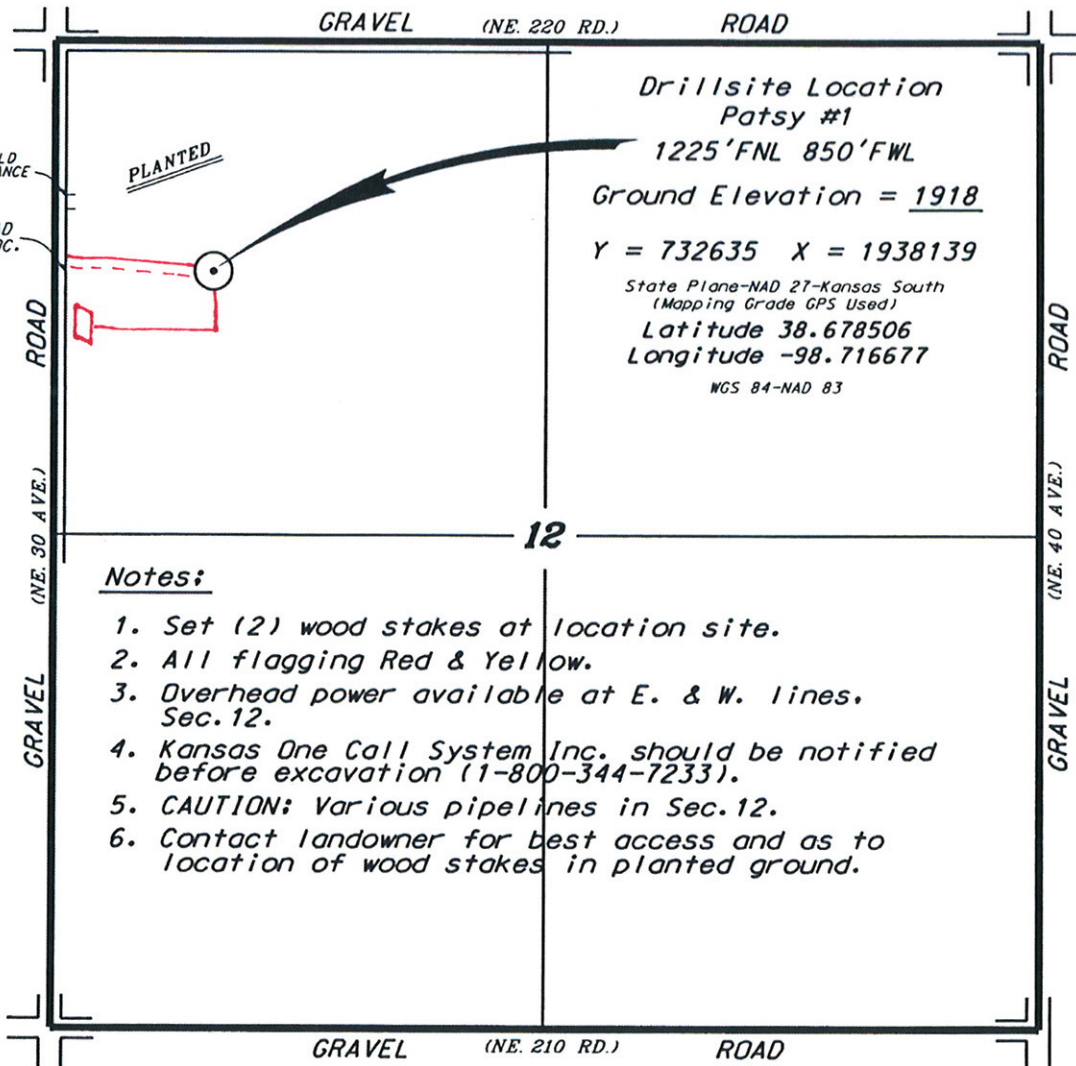 GRAVEL (NE. 220 RD.) ROAD
Drillsite Location
Patsy #1
1225'FNL 850'FWL
Ground Elevation = 1918
Y = 732635 X = 1938139
State Plane-NAD 27-Kansas South
(Mapping Grade GPS Used)
Latitude 38.678506
Longitude -98.716677
WGS 84-NAD 83
PLANTED
GRAVEL (NE. 30 AVE.) ROAD
GRAVEL (NE. 40 AVE.) ROAD
12
Notes:
1. Set (2) wood stakes at location site.
2. All flagging Red & Yellow.
3. Overhead power available at E. & W. lines,
Sec.12.
4. Kansas One Call System Inc. should be notified
before excavation (1-800-344-7233).
5. CAUTION: Various pipelines in Sec.12.
6. Contact landowner for best access and as to
location of wood stakes in planted ground.
GRAVEL (NE. 210 RD.) ROAD